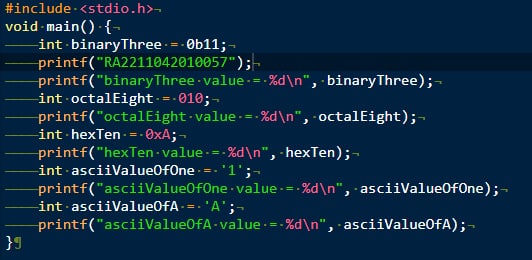 #include <stdio.h>
void main() {
    int binaryThree = 0b11;
    printf("RA2211042010057");
    printf("binaryThree value = %d\n", binaryThree);
    int octalEight = 010;
    printf("octalEight value = %d\n", octalEight);
    int hexTen = 0xA;
    printf("hexTen value = %d\n", hexTen);
    int asciiValueOfOne = '1';
    printf("asciiValueOfOne value = %d\n", asciiValueOfOne);
    int asciiValueOfA = 'A';
    printf("asciiValueOfA value = %d\n", asciiValueOfA);
}